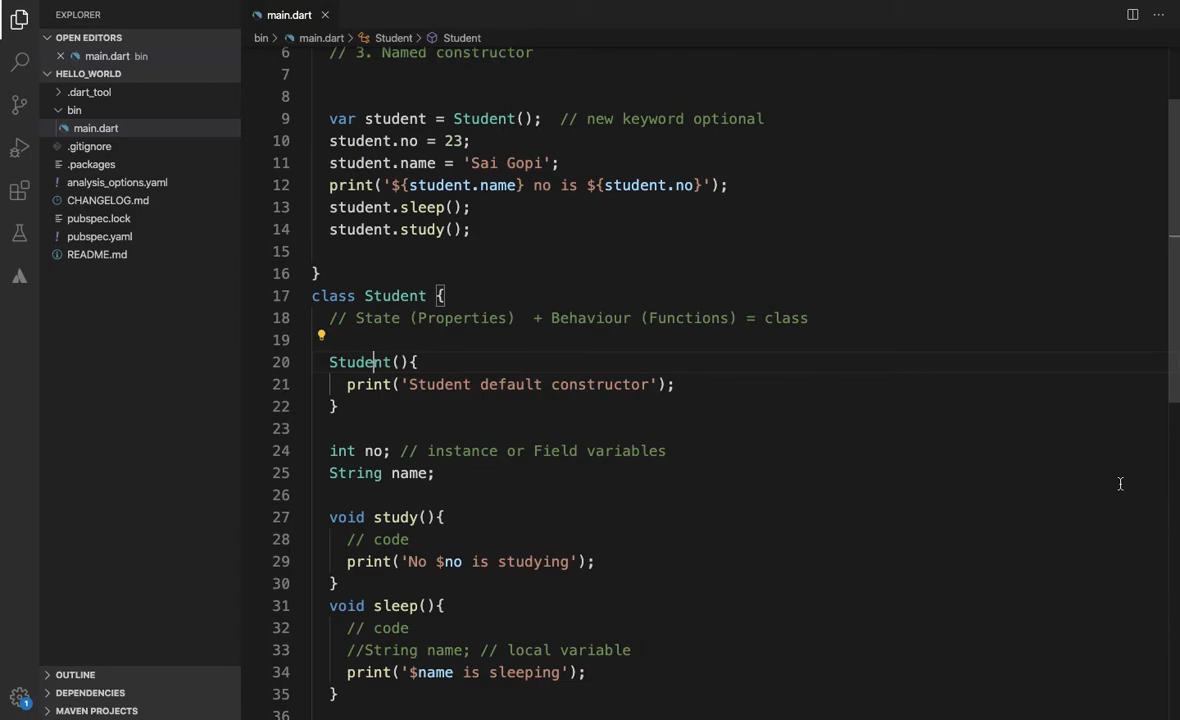 EXPLORER
OPEN EDITORS
main.dart bin
HELLO_WORLD
.dart_tool
bin
main.dart
.gitignore
.packages
! analysis_options.yaml
CHANGELOG.md
pubspec.lock
! pubspec.yaml
README.md
OUTLINE
DEPENDENCIES
MAVEN PROJECTS
1
main.dart
bin > main.dart > Student > Student
6 // 3. Named constructor
7
8
9 var student = Student(); // new keyword optional
10 student.no = 23;
11 student.name = 'Sai Gopi';
12 print('${student.name} no is ${student.no}');
13 student.sleep();
14 student.study();
15
16 }
17 class Student {
18 // State (Properties) + Behaviour (Functions) = class
19
20 Student(){
21 print('Student default constructor');
22 }
23
24 int no; // instance or Field variables
25 String name;
26
27 void study(){
28 // code
29 print('No $no is studying');
30 }
31 void sleep(){
32 // code
33 //String name; // local variable
34 print('$name is sleeping');
35 }
36